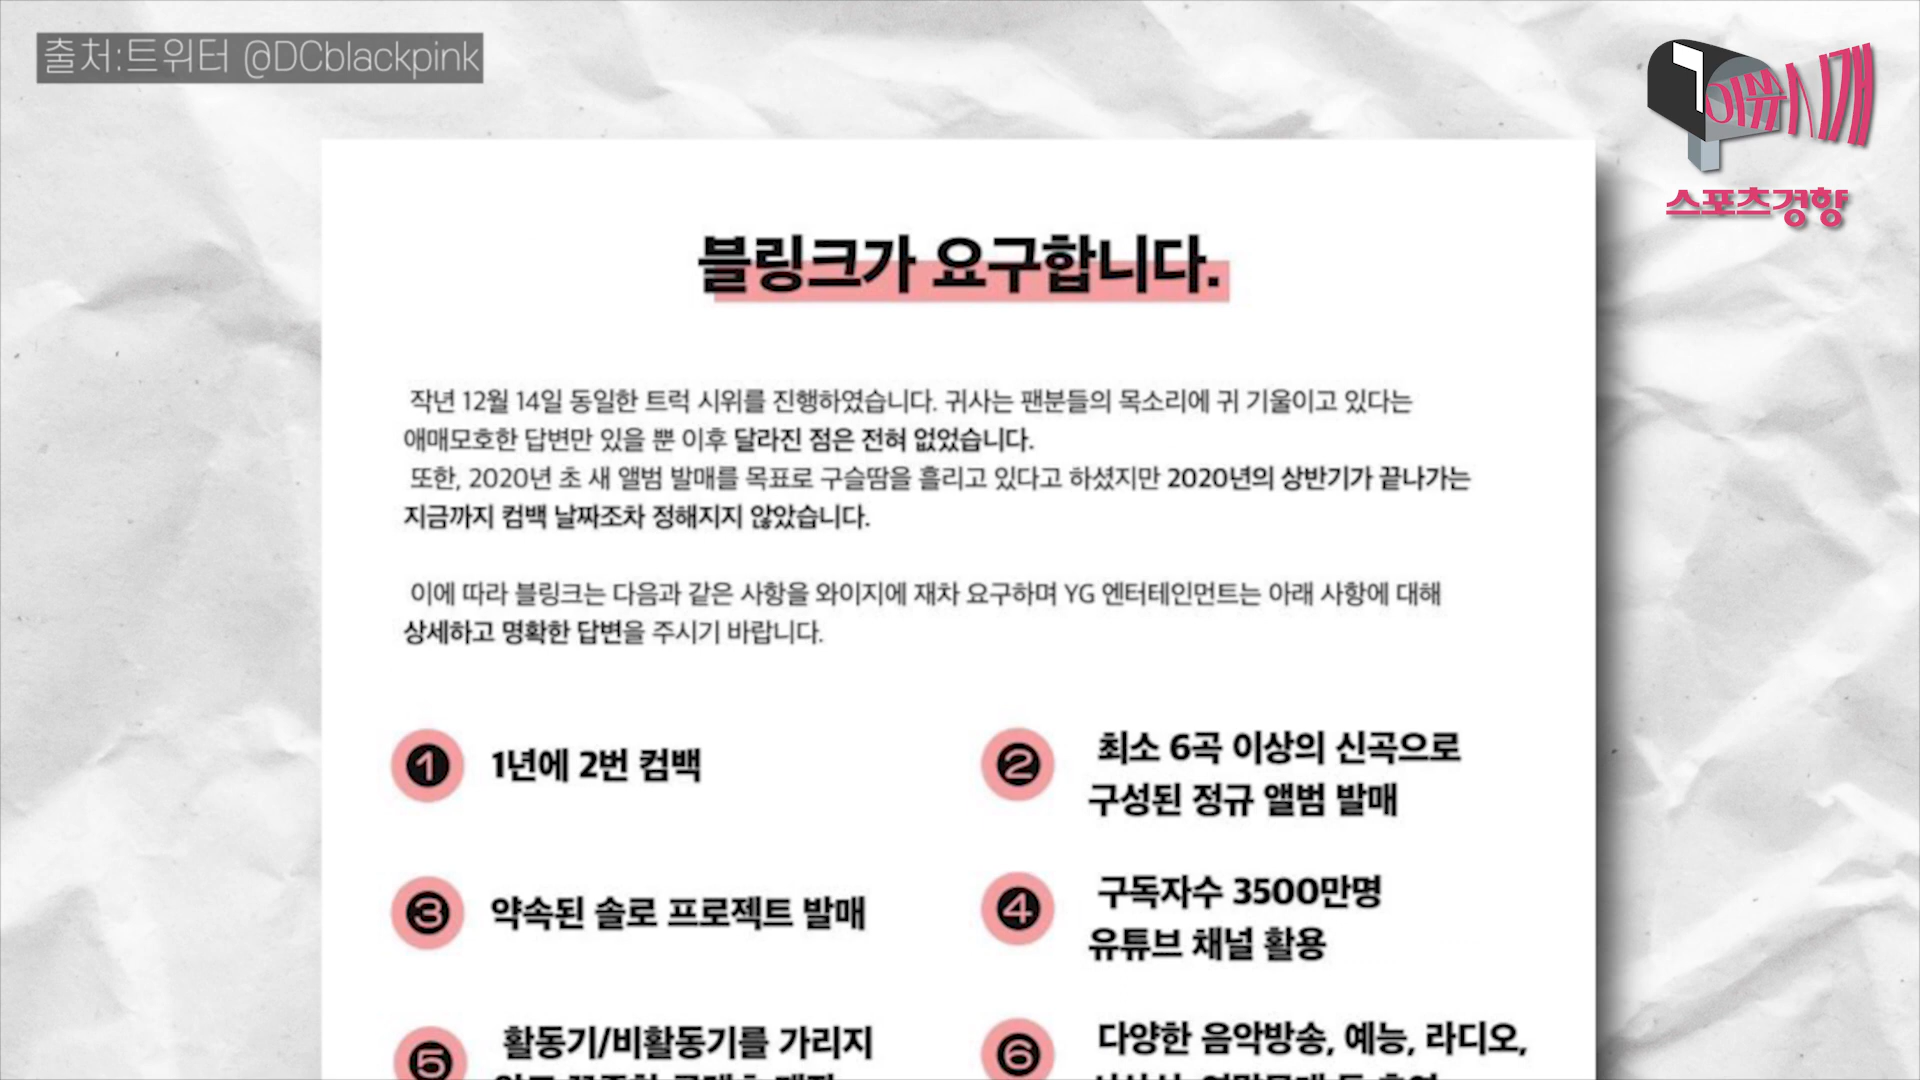 출처:트위터 @DCblackpink
이슈시개
스포츠경향
블링크가 요구합니다.
작년 12월 14일 동일한 트럭 시위를 진행하였습니다. 귀사는 팬분들의 목소리에 귀 기울이고 있다는
애매모호한 답변만 있을 뿐 이후 달라진 점은 전혀 없었습니다.
또한, 2020년 초 새 앨범 발매를 목표로 구슬땀을 흘리고 있다고 하셨지만 2020년의 상반기가 끝나가는
지금까지 컴백 날짜조차 정해지지 않았습니다.
이에 따라 블링크는 다음과 같은 사항을 와이지에 재차 요구하며 YG 엔터테인먼트는 아래 사항에 대해
상세하고 명확한 답변을 주시기 바랍니다.
1 1년에 2번 컴백
2 최소 6곡 이상의 신곡으로
구성된 정규 앨범 발매
3 약속된 솔로 프로젝트 발매
4 구독자수 3500만명
유튜브 채널 활용
5 활동기/비활동기를 가리지
6 다양한 음악방송, 예능, 라디오,